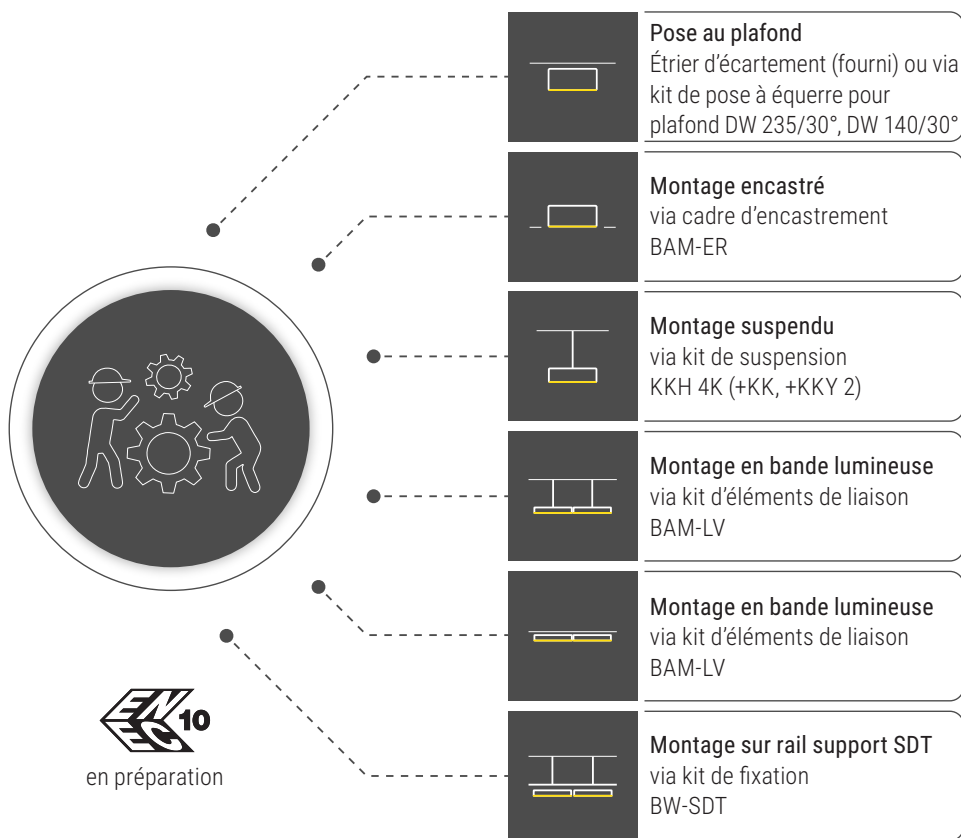 Pose au plafond
Étrier d’écartement (fourni) ou via
kit de pose à équerre pour
plafond DW 235/30°, DW 140/30°
Montage encastré
via cadre d’encastrement
BAM-ER
Montage suspendu
via kit de suspension
KKH 4K (+KK, +KKY 2)
Montage en bande lumineuse
via kit d’éléments de liaison
BAM-LV
Montage en bande lumineuse
via kit d’éléments de liaison
BAM-LV
Montage sur rail support SDT
via kit de fixation
BW-SDT
ENEC 10
en préparation